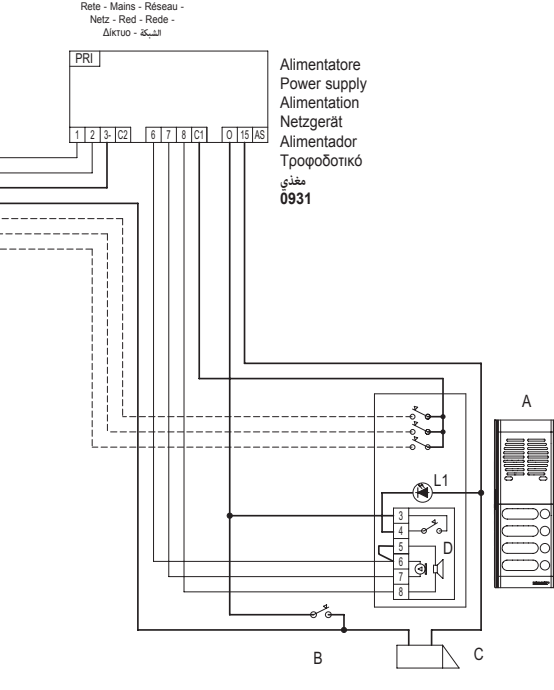 Rete - Mains - Réseau -
Netz - Red - Rede -
Δίκτυο - الشبكة
PRI
1 2 3- C2 6 7 8 C1 0 15 AS
Alimentatore
Power supply
Alimentation
Netzgerät
Alimentador
Τροφοδοτικό
مغذي
0931
A
L1
3
4
5
6
7
8
D
B
C